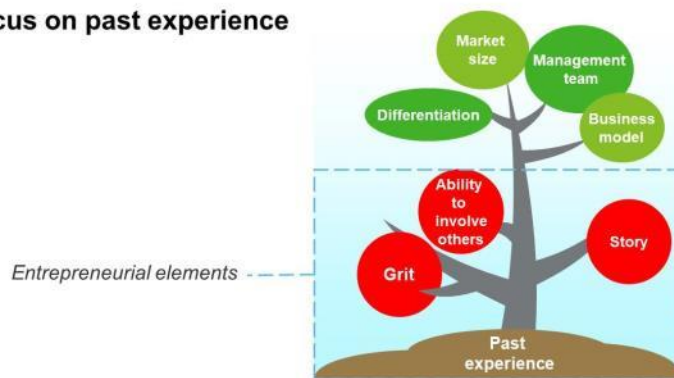 cus on past experience
Market
size
Management
team
Differentiation
Business
model
Ability
to
involve
others
Story
Entrepreneurial elements
Grit
Past
experience